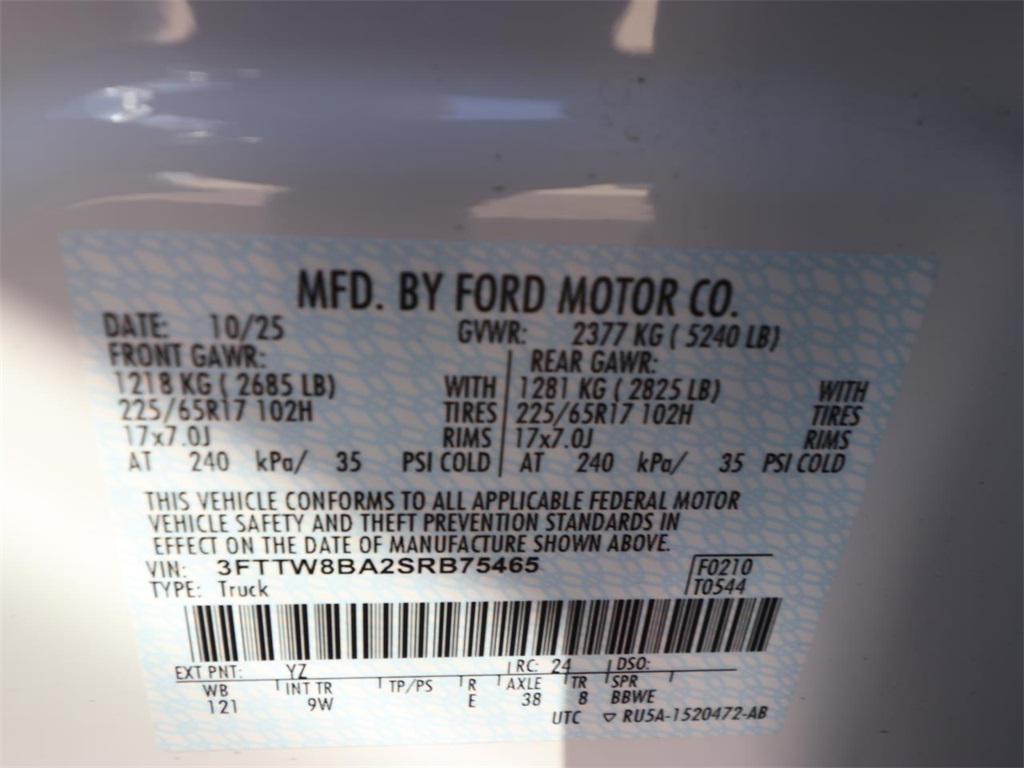 MFD. BY FORD MOTOR CO.
DATE: 10/25 GVWR: 2377 KG ( 5240 LB)
FRONT GAWR: REAR GAWR:
1218 KG ( 2685 LB) WITH 1281 KG ( 2825 LB) WITH
225/65R17 102H TIRES 225/65R17 102H TIRES
17x7.0J RIMS 17x7.0J RIMS
AT 240 kPa/ 35 PSI COLD AT 240 kPa/ 35 PSI COLD
THIS VEHICLE CONFORMS TO ALL APPLICABLE FEDERAL MOTOR
VEHICLE SAFETY AND THEFT PREVENTION STANDARDS IN
EFFECT ON THE DATE OF MANUFACTURE SHOWN ABOVE.
VIN: 3FTTW8BA2SRB75465 F0210
TYPE: Truck T0544
EXT PNT: YZ RC: 24 DSO:
WB INT TR TP/PS R AXLE TR SPR
121 9W E 38 8 BBWE
UTC ▽ RU5A-1520472-AB